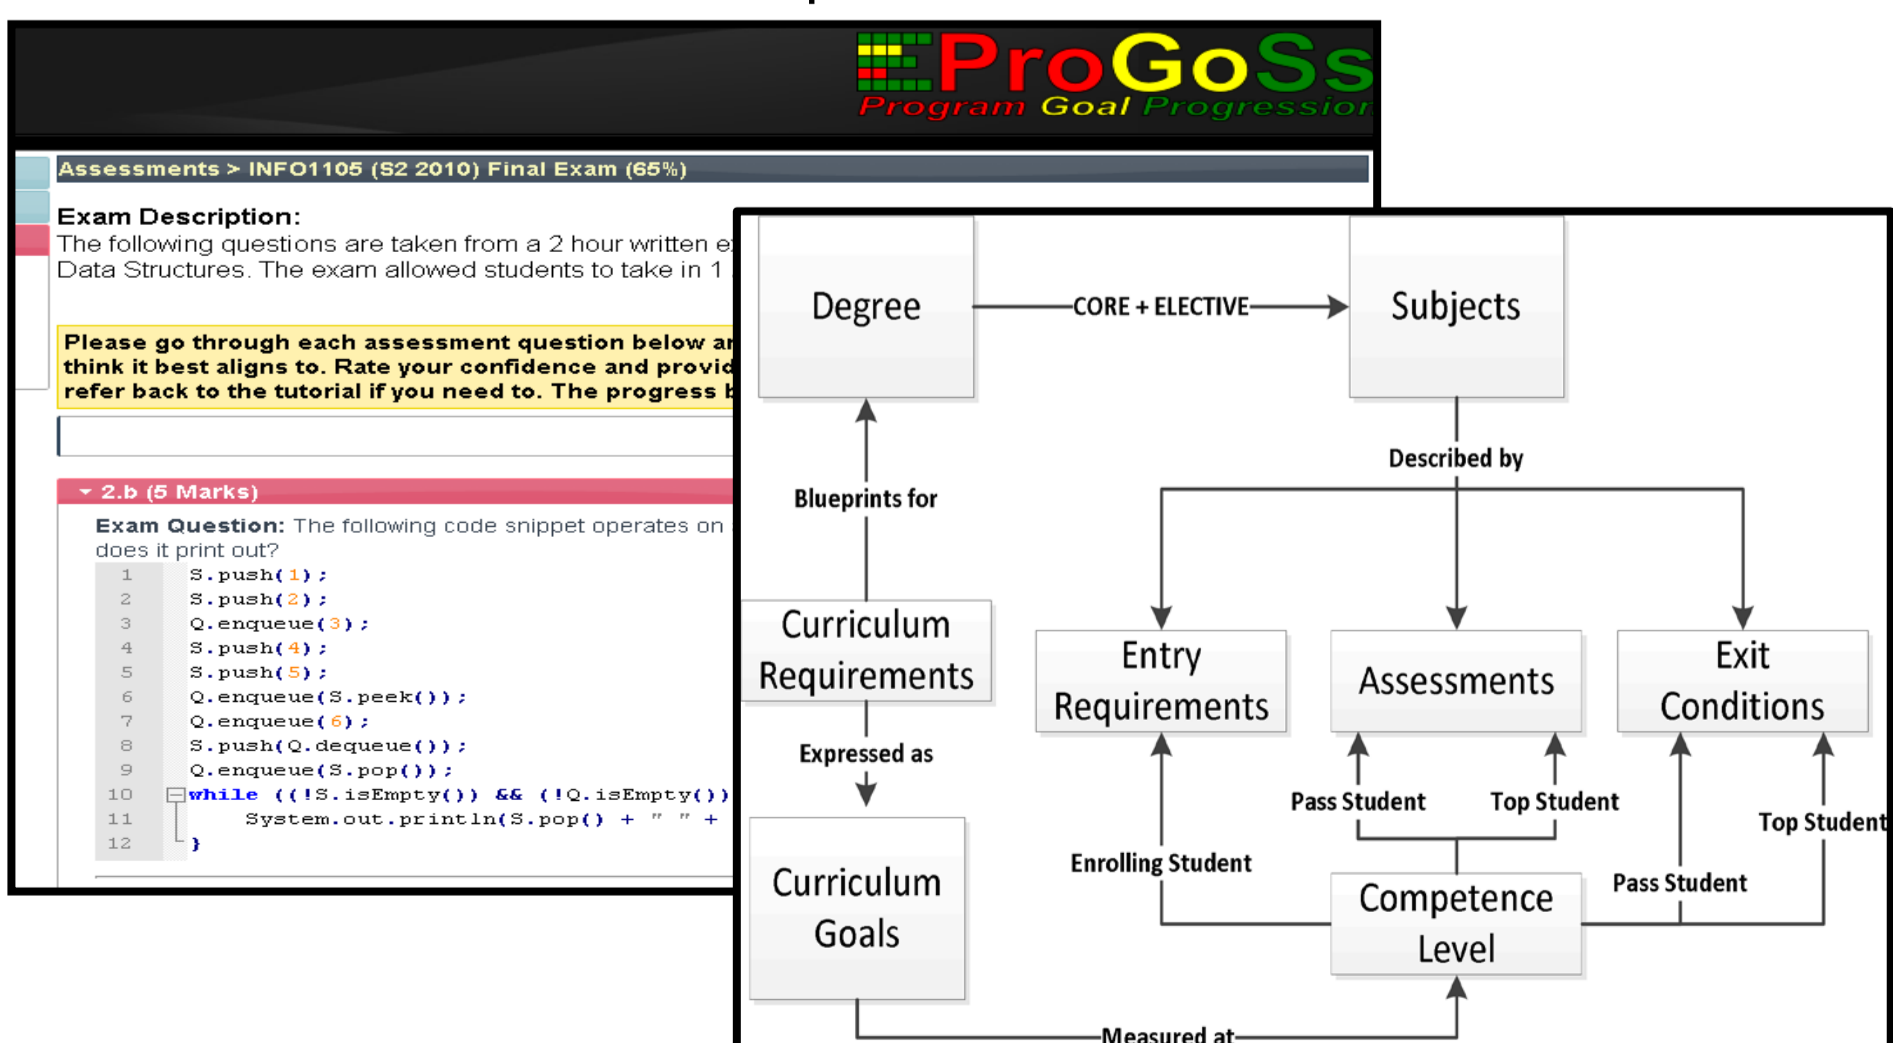 ProGoSs
Program Goal Progression
Assessments > INFO1105 (S2 2010) Final Exam (65%)
Exam Description:
The following questions are taken from a 2 hour written
Data Structures. The exam allowed students to take in 1
Please go through each assessment question below
think it best aligns to. Rate your confidence and
refer back to the tutorial if you need to. The progress
2.b (5 Marks)
Exam Question: The following code snippet operates on
does it print out?
1 S.push(1);
2 S.push(2);
3 Q.enqueue(3);
4 S.push(4);
5 S.push(5);
6 Q.enqueue(S.peek());
7 Q.enqueue(6);
8 S.push(Q.dequeue());
9 Q.enqueue(S.pop());
10 while ((!S.isEmpty()) && (!Q.isEmpty())
11 System.out.println(S.pop() + " " +
12 }
Degree
CORE + ELECTIVE
Subjects
Described by
Blueprints for
Curriculum
Requirements
Entry
Requirements
Assessments
Exit
Conditions
Expressed as
Pass Student
Top Student
Top Student
Enrolling Student
Pass Student
Curriculum
Goals
Competence
Level
Measured at